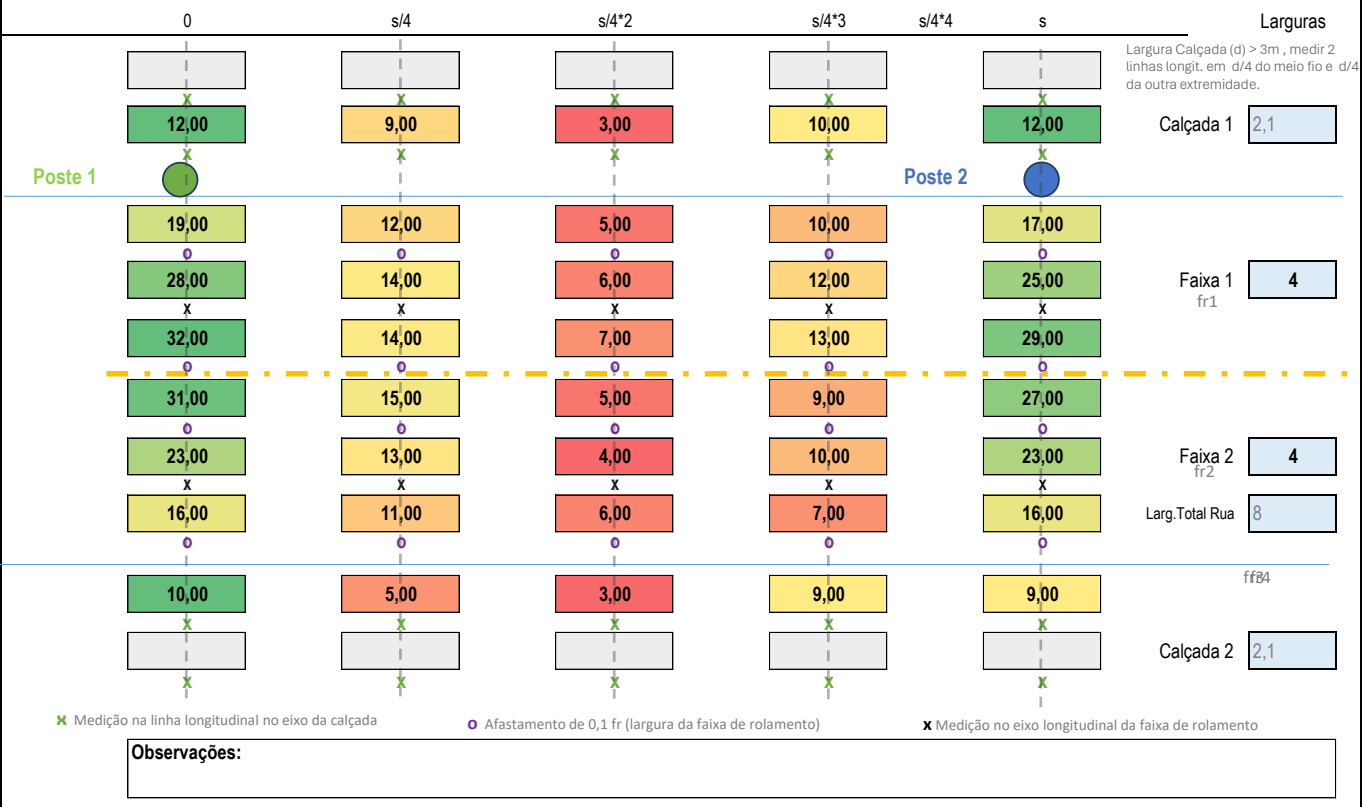 0 s/4 s/4*2 s/4*3 s/4*4 s Larguras
Largura Calçada (d) > 3m , medir 2
linhas longit. em d/4 do meio fio e d/4
da outra extremidade.
x x x x x
12,00 9,00 3,00 10,00 12,00 Calçada 1 2,1
x x x x x
Poste 1 Poste 2
19,00 12,00 5,00 10,00 17,00
o o o o o
28,00 14,00 6,00 12,00 25,00 Faixa 1 4
fr1
x x x x x
32,00 14,00 7,00 13,00 29,00
o o o o o
31,00 15,00 5,00 9,00 27,00
o o o o o
23,00 13,00 4,00 10,00 23,00 Faixa 2 4
fr2
x x x x x
16,00 11,00 6,00 7,00 16,00 Larg.Total Rua 8
o o o o o
10,00 5,00 3,00 9,00 9,00
x x x x x
Calçada 2 2,1
x x x x x
x Medição na linha longitudinal no eixo da calçada
o Afastamento de 0,1 fr (largura da faixa de rolamento)
x Medição no eixo longitudinal da faixa de rolamento
Observações: